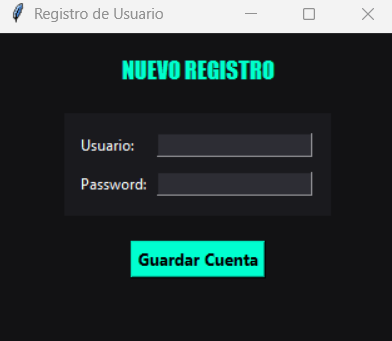 Registro de Usuario
NUEVO REGISTRO
Usuario:
Password:
Guardar Cuenta